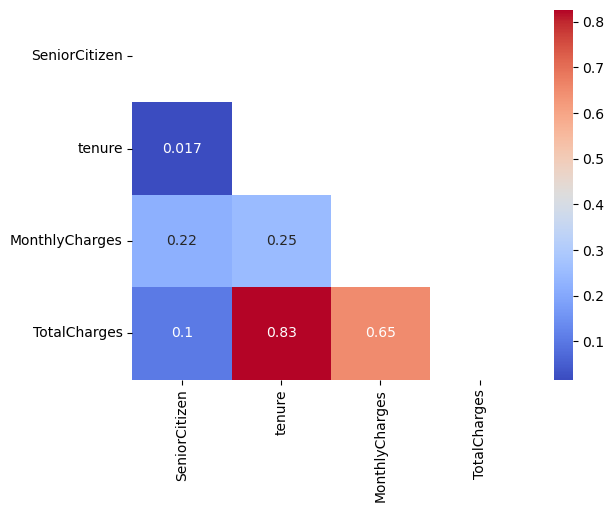 SeniorCitizen
tenure
MonthlyCharges
TotalCharges
0.017
0.22 0.25
0.1 0.83 0.65
SeniorCitizen
tenure
MonthlyCharges
TotalCharges
0.8
0.7
0.6
0.5
0.4
0.3
0.2
0.1